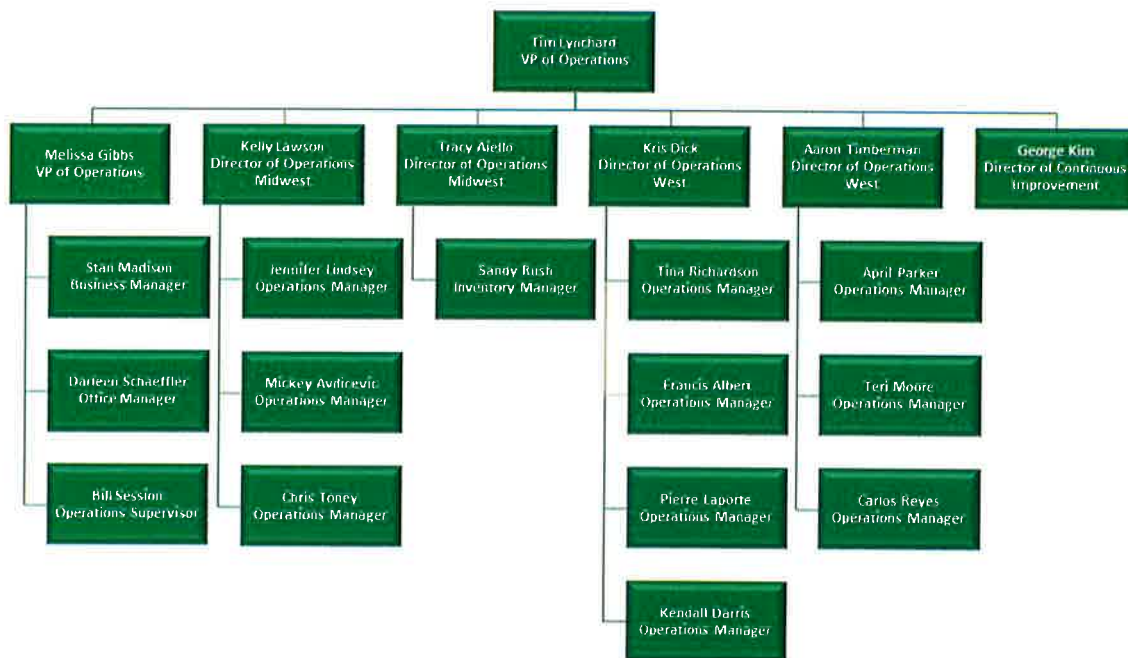 Tim Lynchard
VP of Operations
Melissa Gibbs
VP of Operations
Kelly Lawson
Director of Operations
Midwest
Tracy Aiello
Director of Operations
Midwest
Kris Dick
Director of Operations
West
Aaron Timberman
Director of Operations
West
George Kim
Director of Continuous
Improvement
Stan Madison
Business Manager
Jennifer Lindsey
Operations Manager
Sandy Rush
Inventory Manager
Tina Richardson
Operations Manager
April Parker
Operations Manager
Schaeffler
Office Manager
Mickey Avdicevic
Operations Manager
Francis Albert
Operations Manager
Teri Moore
Operations Manager
Bill Session
Operations Supervisor
Chris Toney
Operations Manager
Pierre Laporte
Operations Manager
Carlos Reyes
Operations Manager
Kendall Darris
Operations Manager